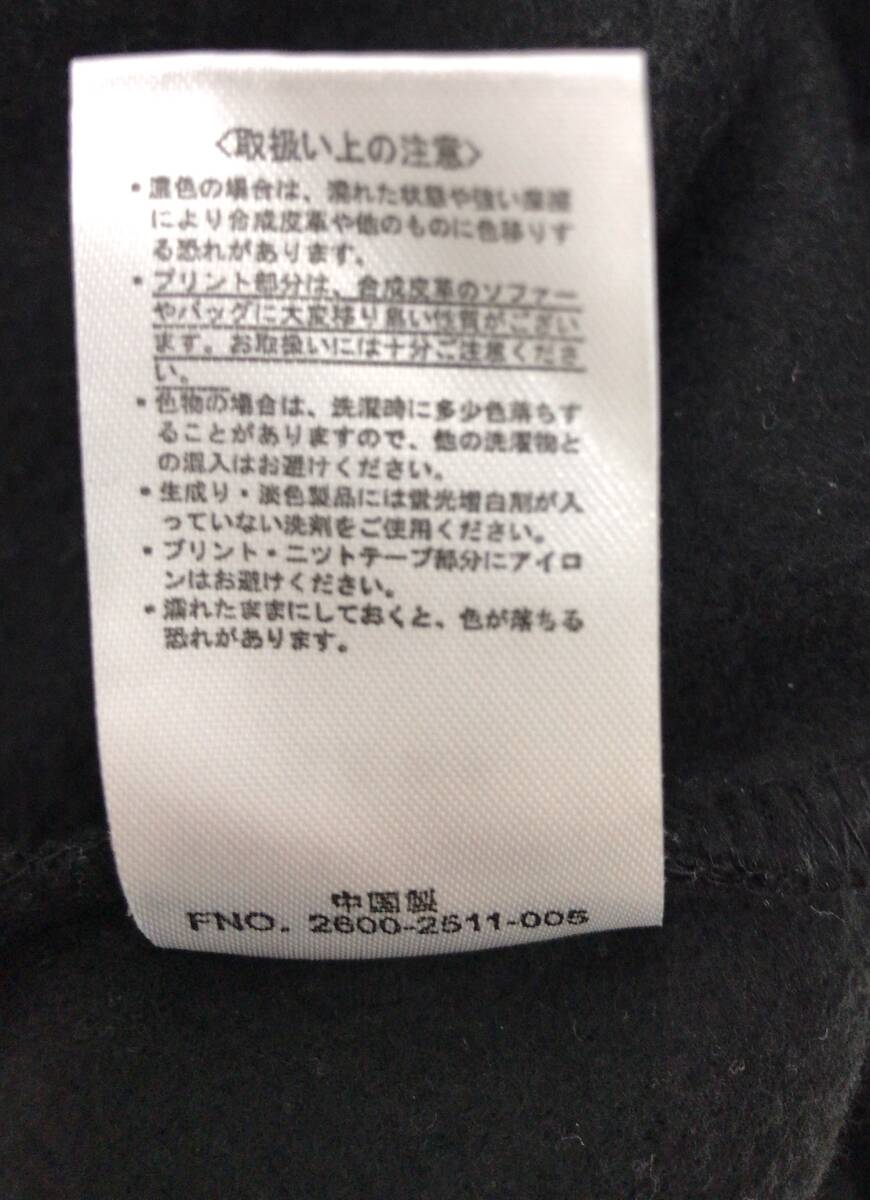 〈取扱い上の注意〉
・濃色の場合は、濡れた状態や強い摩擦
により合成皮革や他のものに色移りす
る恐れがあります。
・プリント部分は、合成皮革のソファー
やバッグに大変移り易い性質がござい
ます。お取扱いには十分ご注意くださ
い。
・色物の場合は、洗濯時に多少色落ちす
ることがありますので、他の洗濯物と
の混入はお避けください。
・生成り・淡色製品には蛍光増白剤が入
っていない洗剤をご使用ください。
・プリント・ニットテープ部分にアイロ
ンはお避けください。
・濡れたままにしておくと、色が落ちる
恐れがあります。
中国製
FNO. 2600-2511-005